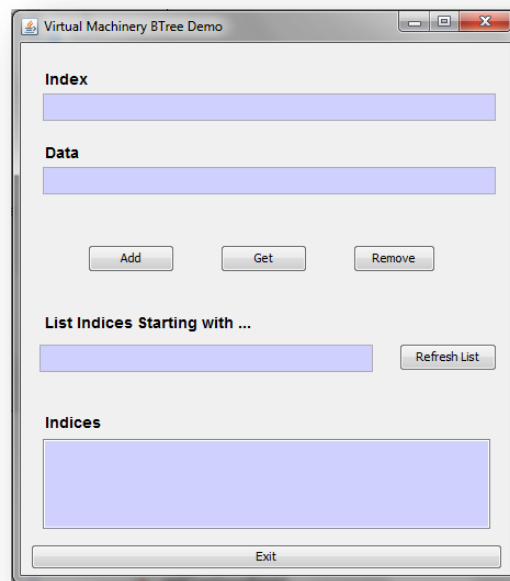 Virtual Machinery BTree Demo
Index
Data
Add Get Remove
List Indices Starting with ...
Refresh List
Indices
Exit